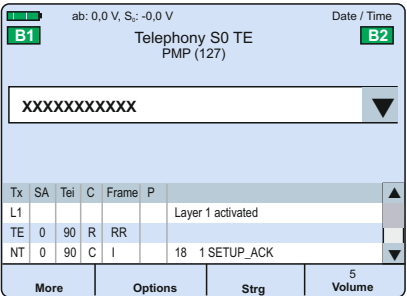 ab: 0,0 V, Sₒ: -0,0 V Date / Time
B1 Telephony S0 TE B2
PMP (127)
XXXXXXXXXXX
Tx SA Tei C Frame P
L1 Layer 1 activated
TE 0 90 R RR
NT 0 90 C I 18 1 SETUP_ACK
5
More Options Strg Volume